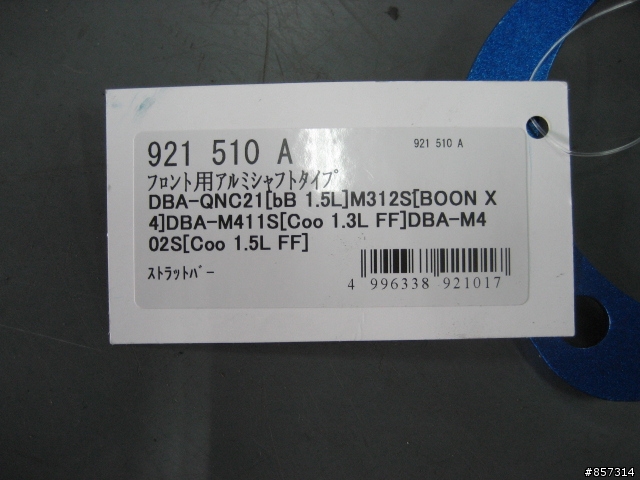 921 510 A
921 510 A
フロント用アルミシャフトタイプ
DBA-QNC21[bB 1.5L]M312S[BOON X
4]DBA-M411S[Coo 1.3L FF]DBA-M4
02S[Coo 1.5L FF]
ストラットバー
4 996338 921017
#857314